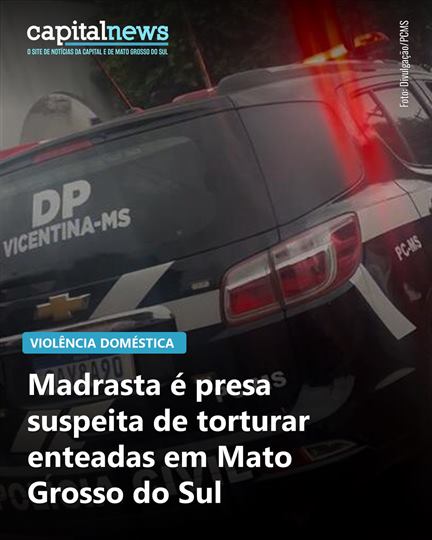 capitalnews
O SITE DE NOTÍCIAS DA CAPITAL E DE MATO GROSSO DO SUL
Foto: Divulgação/PCMS
DP
VICENTINA-MS
PC-MS
VIOLÊNCIA DOMÉSTICA
Madrasta é presa
suspeita de torturar
enteadas em Mato
Grosso do Sul